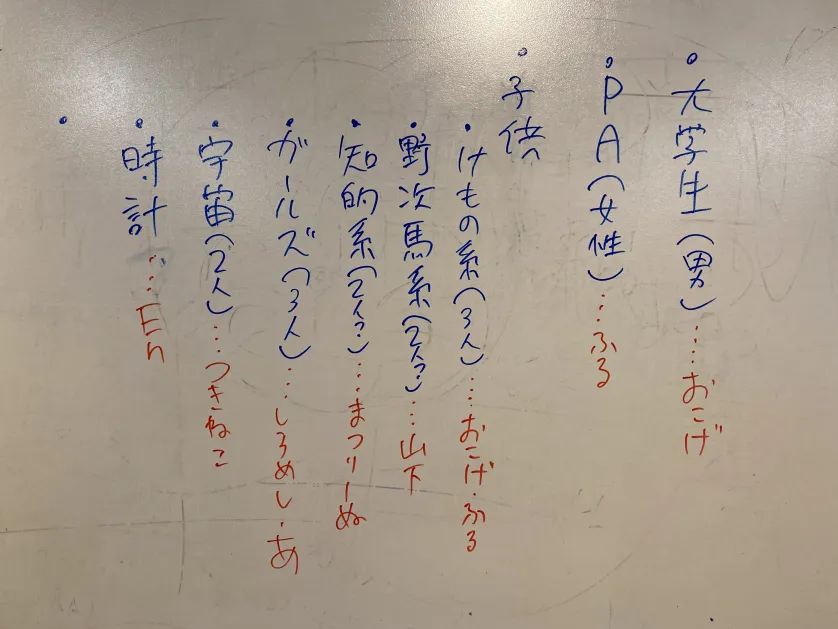 ・大学生(男)…おこげ
・PA(女性)…ふる
・子供
・けもの系(3人)…おこげ・ふる
・野次馬系(2人?)…山下
・知的系(2人?)…まつりーぬ
・ガールズ(3人)…しろめし・あ
・宇宙(2人)…つきねこ
・時計…En
・